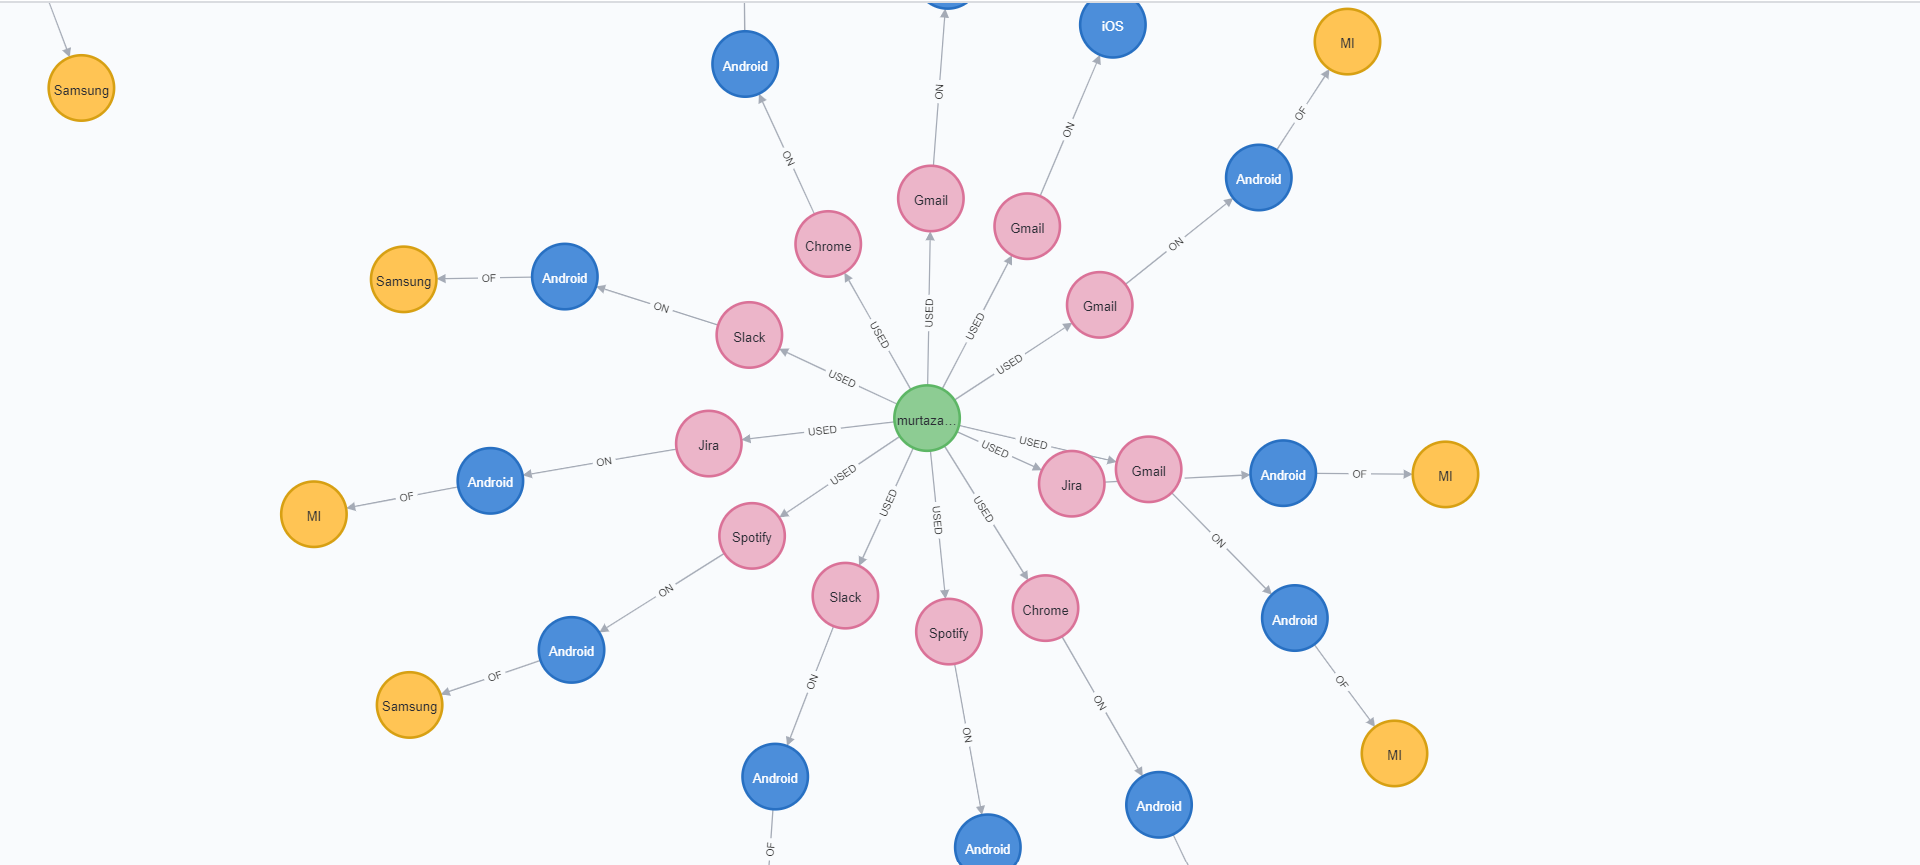 iOS
MI
Android
Samsung
ON
OF
ON
ON
Android
Gmail
Gmail
Chrome
ON
Samsung
OF
Android
ON
Gmail
USED
USED
USED
Slack
USED
USED
murtaza...
USED
Jira
USED
USED
ON
Android
OF
MI
Gmail
Jira
Android
OF
MI
USED
USED
USED
USED
Spotify
ON
ON
Slack
Chrome
Android
Spotify
Android
OF
Samsung
OF
ON
ON
ON
MI
Android
Android
Android
OF